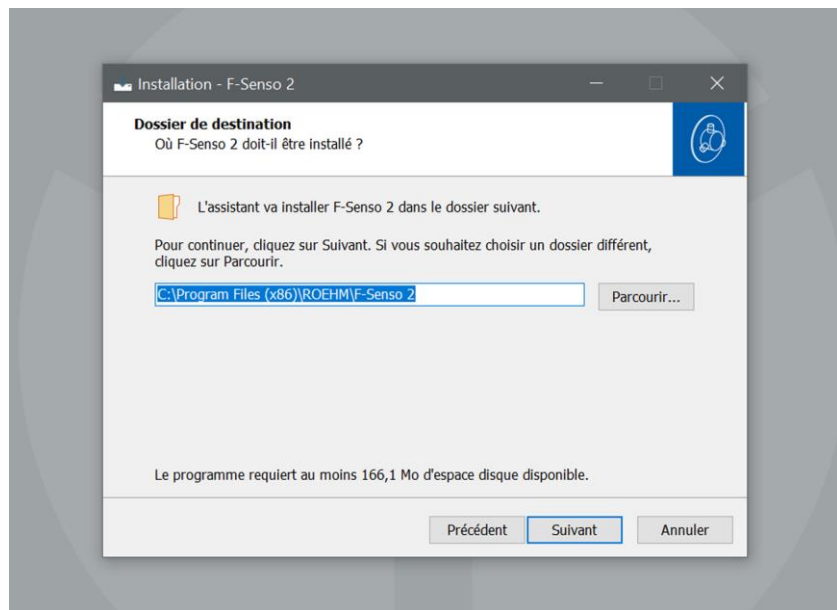 Installation - F-Senso 2
Dossier de destination
Où F-Senso 2 doit-il être installé ?
L'assistant va installer F-Senso 2 dans le dossier suivant.
Pour continuer, cliquez sur Suivant. Si vous souhaitez choisir un dossier différent,
cliquez sur Parcourir.
C:\Program Files (x86)\ROEHM\F-Senso 2
Parcourir...
Le programme requiert au moins 166,1 Mo d'espace disque disponible.
Précédent
Suivant
Annuler